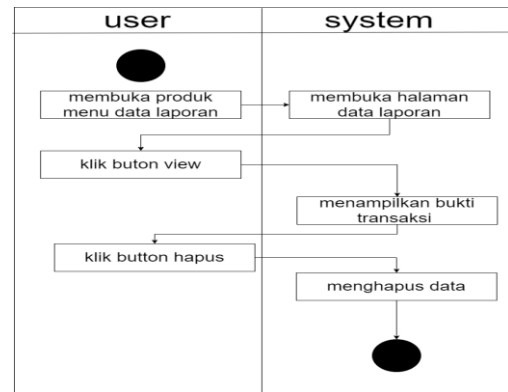 user
system
membuka produk
menu data laporan
membuka halaman
data laporan
klik buton view
menampilkan bukti
transaksi
klik button hapus
menghapus data